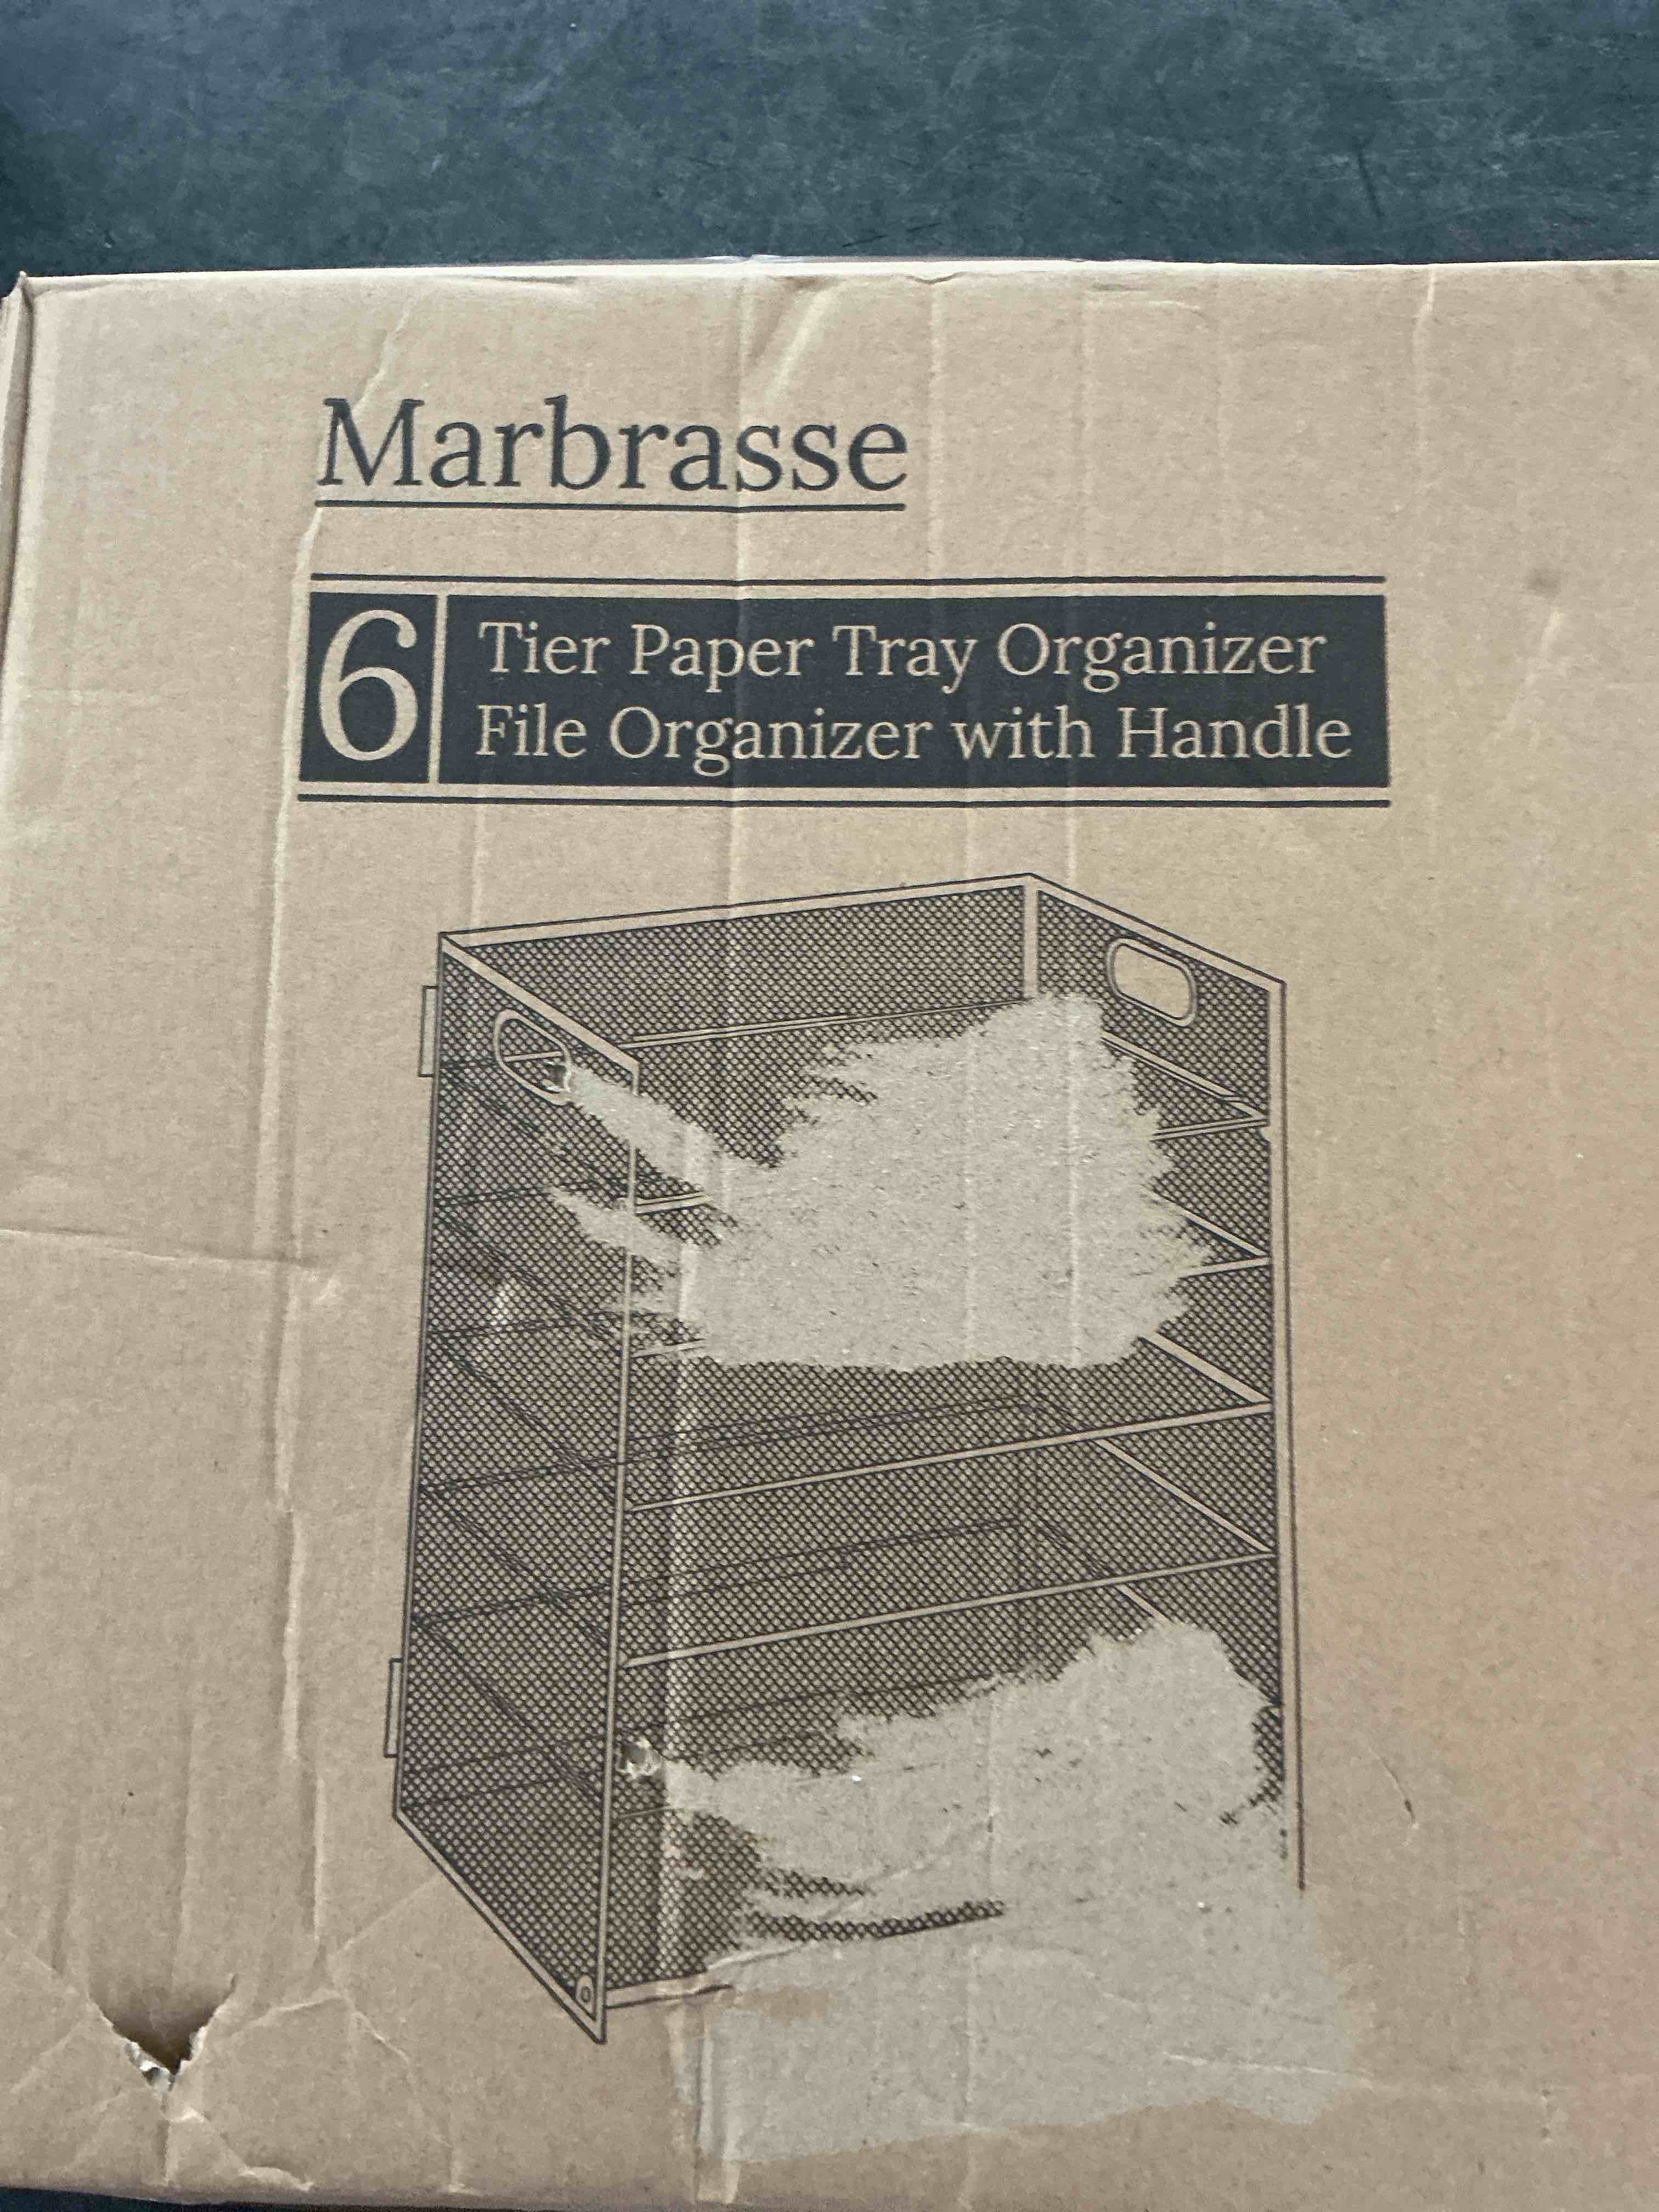 Marbrasse
6
Tier Paper Tray Organizer
File Organizer with Handle